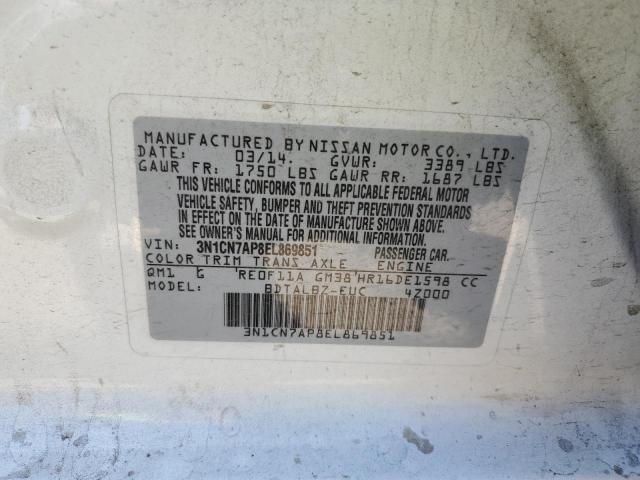 MANUFACTURED BY NISSAN MOTOR CO., LTD.
DATE: 03/14. GVWR: 3389 LBS
GAWR FR: 1750 LBS GAWR RR: 1687 LBS
THIS VEHICLE CONFORMS TO ALL APPLICABLE FEDERAL MOTOR
VEHICLE SAFETY, BUMPER AND THEFT PREVENTION STANDARDS
IN EFFECT ON THE DATE OF MANUFACTURE SHOWN ABOVE.
SEE OWNER'S MANUAL FOR ADDITIONAL INFORMATION.
VIN: 3N1CN7AP8EL869851 PASSENGER CAR.
COLOR TRIM TRANS AXLE ENGINE
QM1 G 'RE0F11A GM38'HR16DE1598 CC
MODEL: BDTALBZ-EUC 42000
3N1CN7AP8EL869851